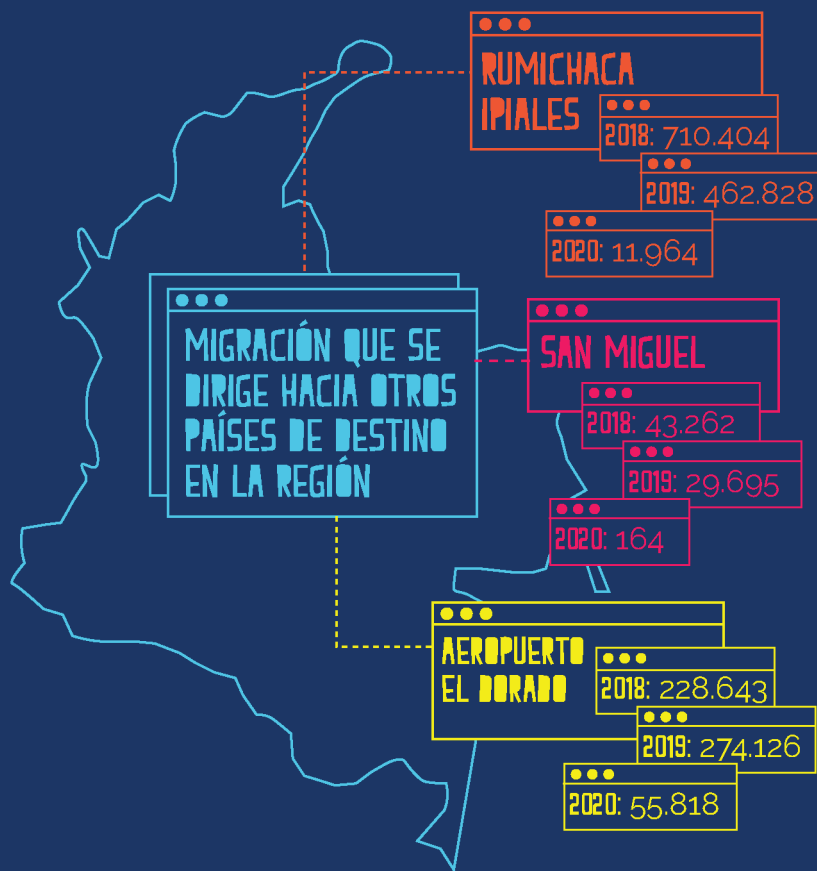 RUMICHACA
IPIALES
2018: 710.404
2019: 462.828
2020: 11.964
MIGRACIÓN QUE SE
DIRIGE HACIA OTROS
PAÍSES DE DESTINO
EN LA REGIÓN
SAN MIGUEL
2018: 43.262
2019: 29.695
2020: 164
AEROPUERTO
EL DORADO
2018: 228.643
2019: 274.126
2020: 55.818